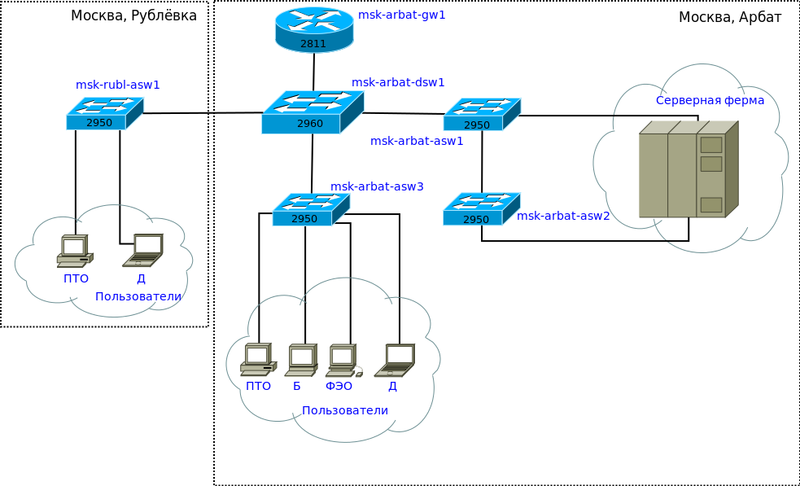 Москва, Рублёвка
msk-arbat-gw1
Москва, Арбат
2811
msk-rubl-asw1
msk-arbat-dsw1
Серверная ферма
2950
2960
2950
msk-arbat-asw1
msk-arbat-asw3
2950
2950
msk-arbat-asw2
ПТО
Д
Пользователи
ПТО
Б
ФЭО
Д
Пользователи